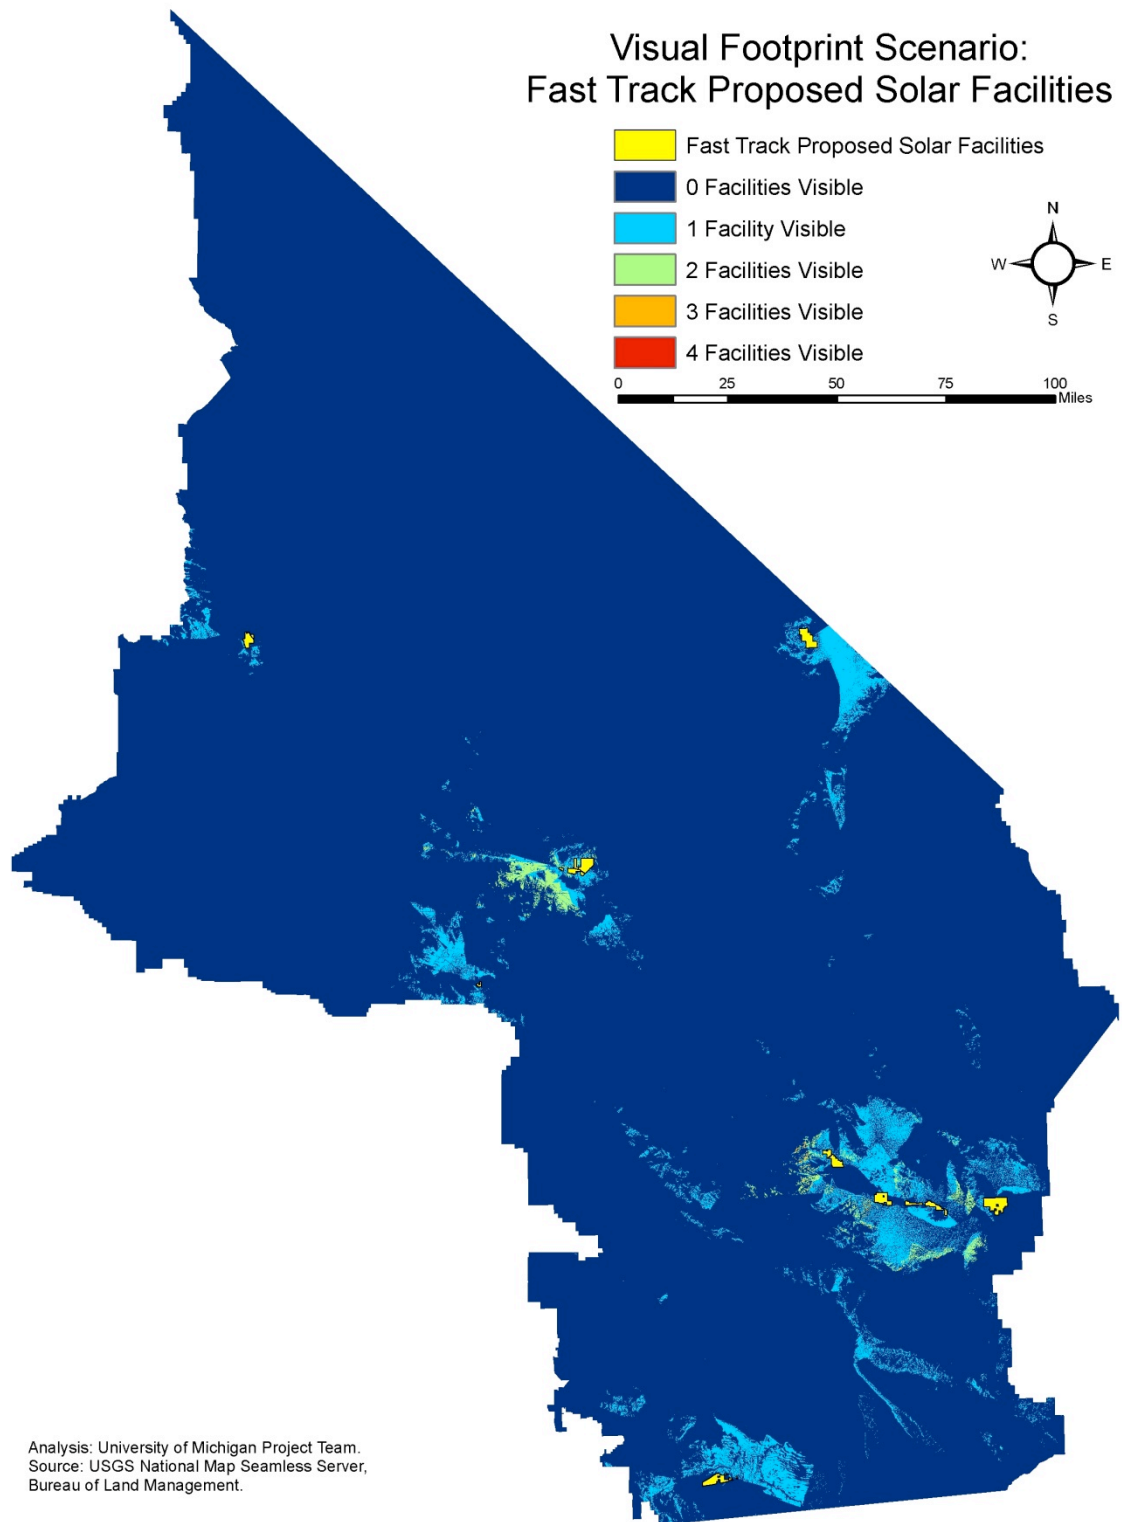 Visual Footprint Scenario:
Fast Track Proposed Solar Facilities
Fast Track Proposed Solar Facilities
0 Facilities Visible
1 Facility Visible
2 Facilities Visible
3 Facilities Visible
4 Facilities Visible
N
W E
S
0 25 50 75 100
Miles
Analysis: University of Michigan Project Team.
Source: USGS National Map Seamless Server,
Bureau of Land Management.